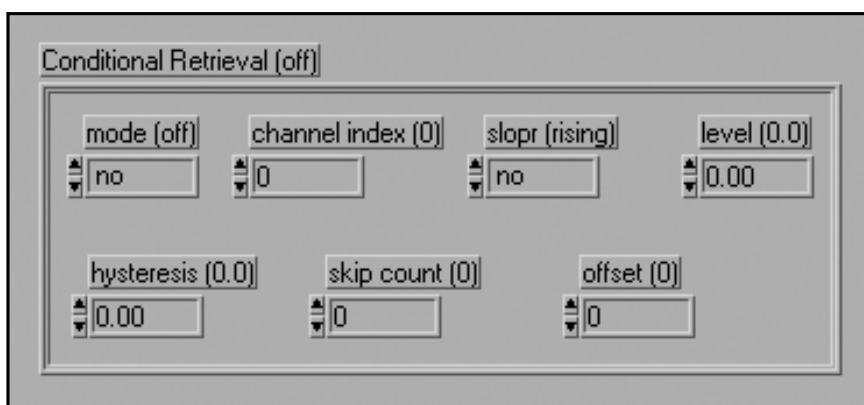 Conditional Retrieval (off)
mode (off) channel index (0) slopr (rising) level (0.0)
no 0 no 0.00
hysteresis (0.0) skip count (0) offset (0)
0.00 0 0